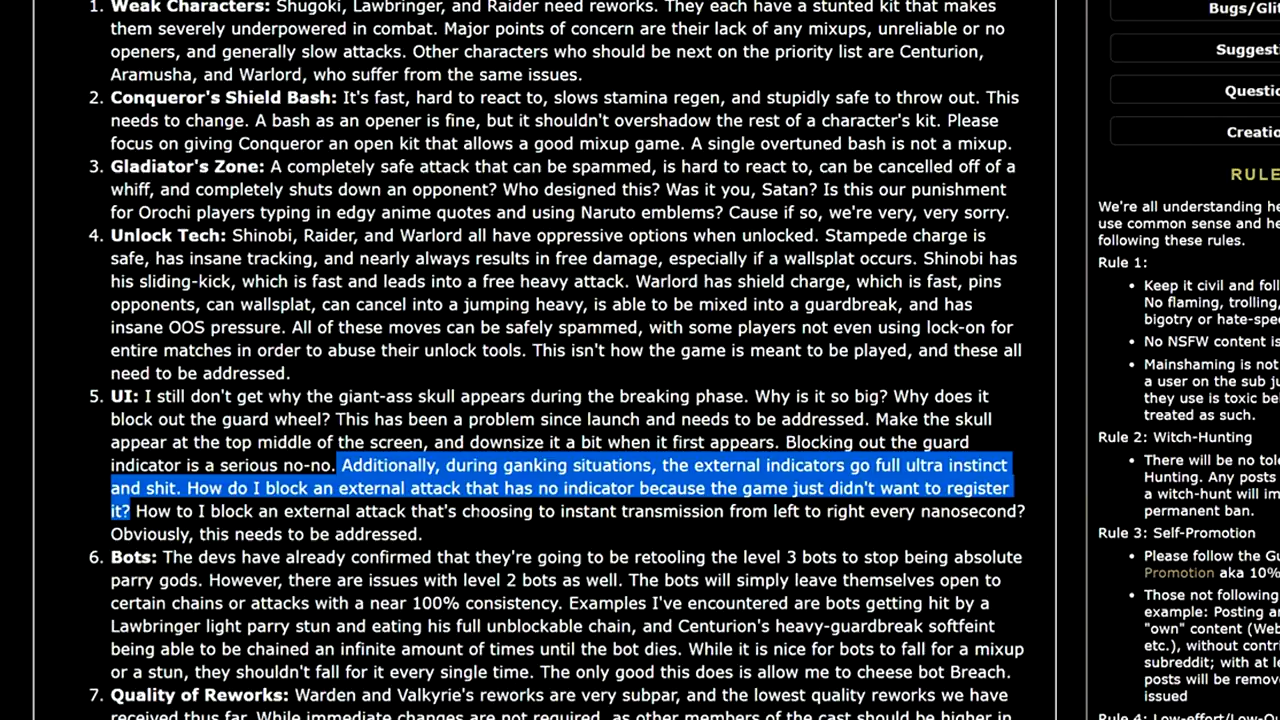 1. Weak Characters: Shugoki, Lawbringer, and Raider need reworks. They each have a stunted kit that makes
them severely underpowered in combat. Major points of concern are their lack of any mixups, unreliable or no
openers, and generally slow attacks. Other characters who should be next on the priority list are Centurion,
Aramusha, and Warlord, who suffer from the same issues.
2. Conqueror's Shield Bash: It's fast, hard to react to, slows stamina regen, and stupidly safe to throw out. This
needs to change. A bash as an opener is fine, but it shouldn't overshadow the rest of a character's kit. Please
focus on giving Conqueror an open kit that allows a good mixup game. A single overtuned bash is not a mixup.
3. Gladiator's Zone: A completely safe attack that can be spammed, is hard to react to, can be cancelled off of a
whiff, and completely shuts down an opponent? Who designed this? Was it you, Satan? Is this our punishment
for Orochi players typing in edgy anime quotes and using Naruto emblems? Cause if so, we're very, very sorry.
4. Unlock Tech: Shinobi, Raider, and Warlord all have oppressive options when unlocked. Stampede charge is
safe, has insane tracking, and nearly always results in free damage, especially if a wallsplat occurs. Shinobi has
his sliding-kick, which is fast and leads into a free heavy attack. Warlord has shield charge, which is fast, pins
opponents, can wallsplat, can cancel into a jumping heavy, is able to be mixed into a guardbreak, and has
insane OOS pressure. All of these moves can be safely spammed, with some players not even using lock-on for
entire matches in order to abuse their unlock tools. This isn't how the game is meant to be played, and these all
need to be addressed.
5. UI: I still don't get why the giant-ass skull appears during the breaking phase. Why is it so big? Why does it
block out the guard wheel? This has been a problem since launch and needs to be addressed. Make the skull
appear at the top middle of the screen, and downsize it a bit when it first appears. Blocking out the guard
indicator is a serious no-no. Additionally, during ganking situations, the external indicators go full ultra instinct
and shit. How do I block an external attack that has no indicator because the game just didn't want to register
it? How to I block an external attack that's choosing to instant transmission from left to right every nanosecond?
Obviously, this needs to be addressed.
6. Bots: The devs have already confirmed that they're going to be retooling the level 3 bots to stop being absolute
parry gods. However, there are issues with level 2 bots as well. The bots will simply leave themselves open to
certain chains or attacks with a near 100% consistency. Examples I've encountered are bots getting hit by a
Lawbringer light parry stun and eating his full unblockable chain, and Centurion's heavy-guardbreak softfeint
being able to be chained an infinite amount of times until the bot dies. While it is nice for bots to fall for a mixup
or a stun, they shouldn't fall for it every single time. The only good this does is allow me to cheese bot Breach.
7. Quality of Reworks: Warden and Valkyrie's reworks are very subpar, and the lowest quality reworks we have
received thus far. While immediate changes are not required, as other members of the cast should be higher in
Bugs/Gli
Suggest
Questio
Creatio
RULE
We're all understanding he
use common sense and he
following these rules.
Rule 1:
• Keep it civil and foll
No flaming, trolling,
bigotry or hate-spe
• No NSFW content is
• Mainshaming is not
a user on the sub ju
they use is toxic be
treated as such.
Rule 2: Witch-Hunting
• There will be no tole
Hunting. Any posts
a witch-hunt will im
permanent ban.
Rule 3: Self-Promotion
• Please follow the Gu
Promotion aka 10%
• Those not following
example: Posting a
"own" content (Web
etc.), without contri
subreddit; with at le
posts will be remove
issued
Rule 4: Low-effort/Low-Q